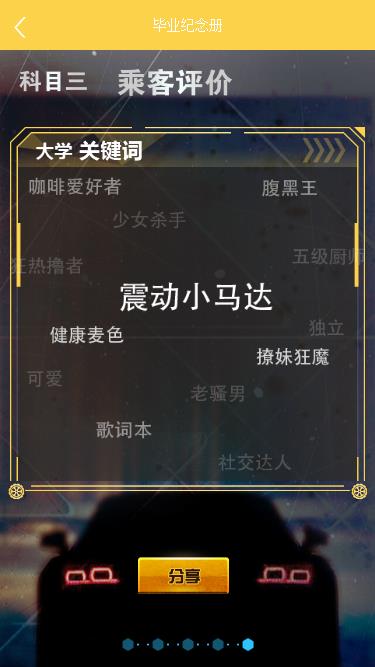 毕业纪念册
科目三 乘客评价
大学 关键词
咖啡爱好者
腹黑王
少女杀手
五级厨师
狂热撸者
震动小马达
独立
健康麦色
撩妹狂魔
可爱
老骚男
歌词本
社交达人
分享